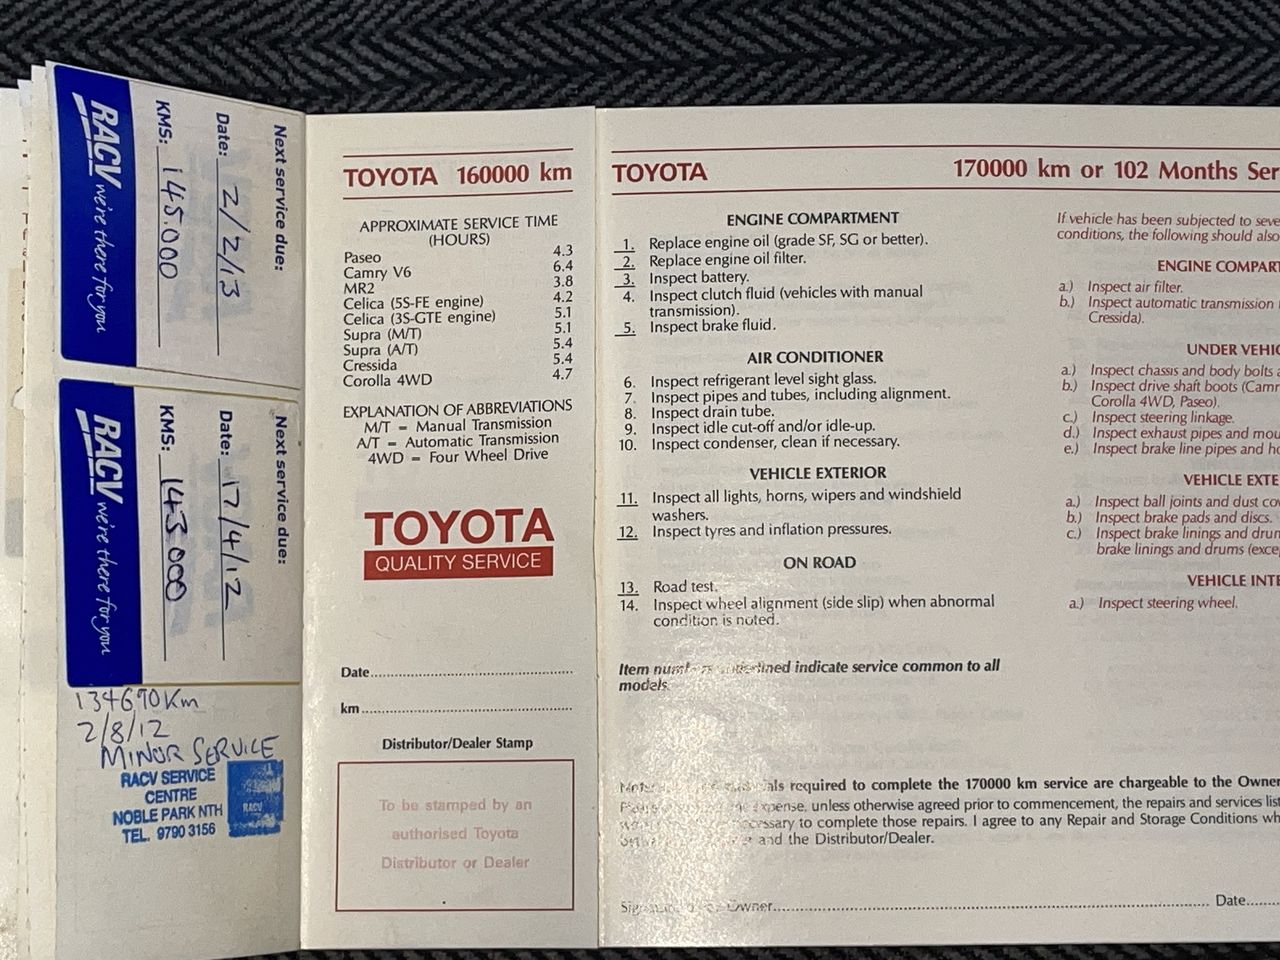 Next service due:
Date: 2/2/13
KMS: 145.000
RACV we're there for you
Next service due:
Date: 17/4/12
KMS: 143000
RACV we're there for you
134690Km
2/8/12
MINOR SERVICE
RACV SERVICE
CENTRE
NOBLE PARK NTH
TEL. 9790 3156
RACV
TOYOTA 160000 km
APPROXIMATE SERVICE TIME
(HOURS)
Paseo 4.3
Camry V6 6.4
MR2 3.8
Celica (5S-FE engine) 4.2
Celica (3S-GTE engine) 5.1
Supra (M/T) 5.1
Supra (A/T) 5.4
Cressida 5.4
Corolla 4WD 4.7
EXPLANATION OF ABBREVIATIONS
M/T = Manual Transmission
A/T = Automatic Transmission
4WD = Four Wheel Drive
TOYOTA
QUALITY SERVICE
Date
km
Distributor/Dealer Stamp
To be stamped by an
authorised Toyota
Distributor or Dealer
TOYOTA 170000 km or 102 Months Ser
ENGINE COMPARTMENT
1. Replace engine oil (grade SF, SG or better).
2. Replace engine oil filter.
3. Inspect battery.
4. Inspect clutch fluid (vehicles with manual
transmission).
5. Inspect brake fluid.
AIR CONDITIONER
6. Inspect refrigerant level sight glass.
7. Inspect pipes and tubes, including alignment.
8. Inspect drain tube.
9. Inspect idle cut-off and/or idle-up.
10. Inspect condenser, clean if necessary.
VEHICLE EXTERIOR
11. Inspect all lights, horns, wipers and windshield
washers.
12. Inspect tyres and inflation pressures.
ON ROAD
13. Road test.
14. Inspect wheel alignment (side slip) when abnormal
condition is noted.
Item numbers underlined indicate service common to all
models.
If vehicle has been subjected to seve
conditions, the following should also
ENGINE COMPART
a.) Inspect air filter.
b.) Inspect automatic transmission
Cressida).
UNDER VEHIC
a.) Inspect chassis and body bolts a
b.) Inspect drive shaft boots (Camr
Corolla 4WD, Paseo).
c.) Inspect steering linkage.
d.) Inspect exhaust pipes and mou
e.) Inspect brake line pipes and ho
VEHICLE EXTE
a.) Inspect ball joints and dust cov
b.) Inspect brake pads and discs.
c.) Inspect brake linings and drum
brake linings and drums (exce
VEHICLE INTE
a.) Inspect steering wheel.
required to complete the 170000 km service are chargeable to the Owner
expense, unless otherwise agreed prior to commencement, the repairs and services list
to complete those repairs. I agree to any Repair and Storage Conditions wh
and the Distributor/Dealer.
Owner Date